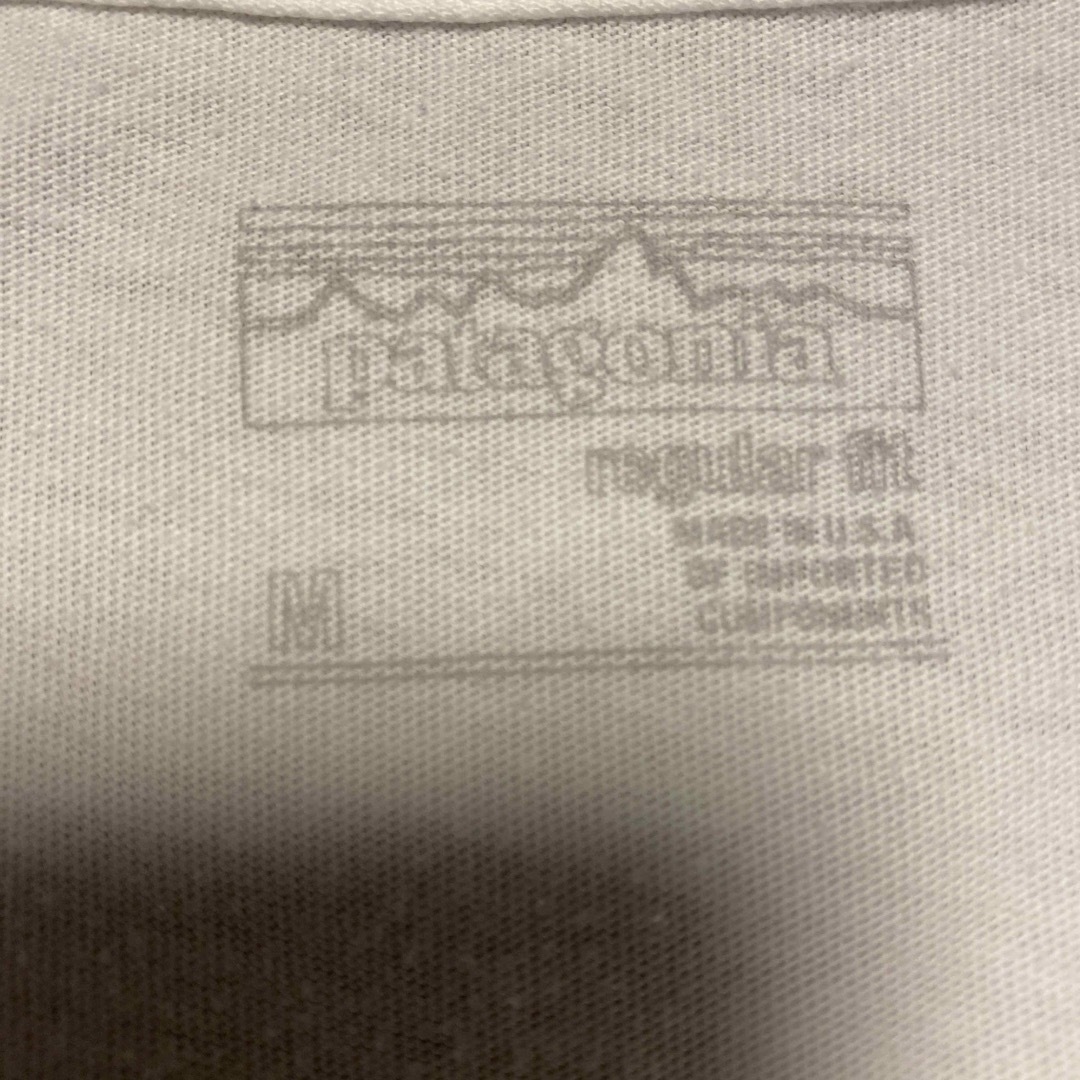 patagonia
regular fit
MADE IN U.S.A
OF IMPORTED
COMPONENTS
M